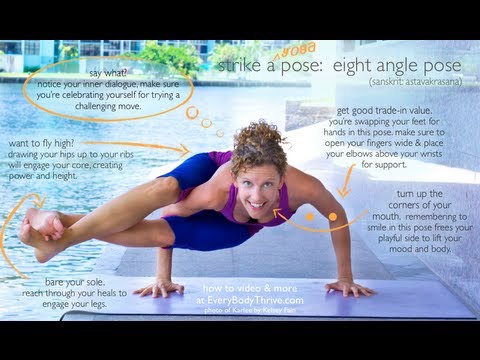 strike a yoga pose: eight angle pose
(sanskrit: astavakrasana)
say what?
notice your inner dialogue, make sure
you're celebrating yourself for trying a
challenging move.
want to fly high?
drawing your hips up to your ribs
will engage your core, creating
power and height.
get good trade-in value.
you're swapping your feet for
hands in this pose. make sure to
open your fingers wide & place
your elbows above your wrists
for support.
turn up the
corners of your
mouth. remembering to
smile in this pose frees your
playful side to lift your
mood and body.
bare your sole.
reach through your heels to
engage your legs.
how to video & more
at EveryBodyThrive.com
photo of Karlee by Kelsey Fain